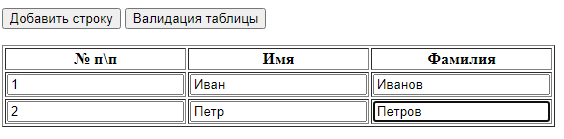 Добавить строку Валидация таблицы
№ п\п Имя Фамилия
1 Иван Иванов
2 Петр Петров